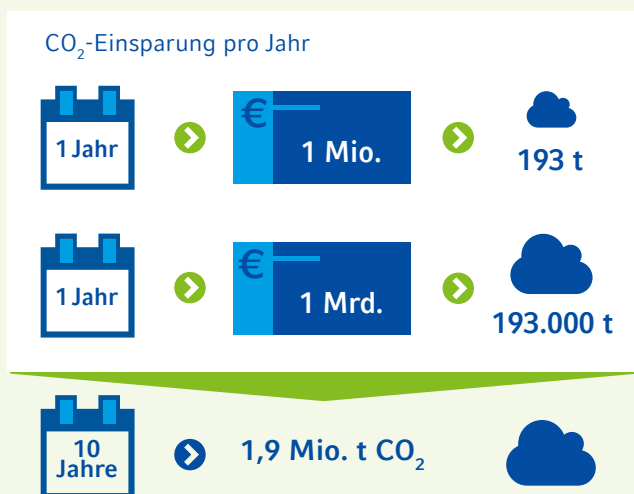 CO₂-Einsparung pro Jahr
1 Jahr
€
1 Mio.
193 t
1 Jahr
€
1 Mrd.
193.000 t
10
Jahre
1,9 Mio. t CO₂